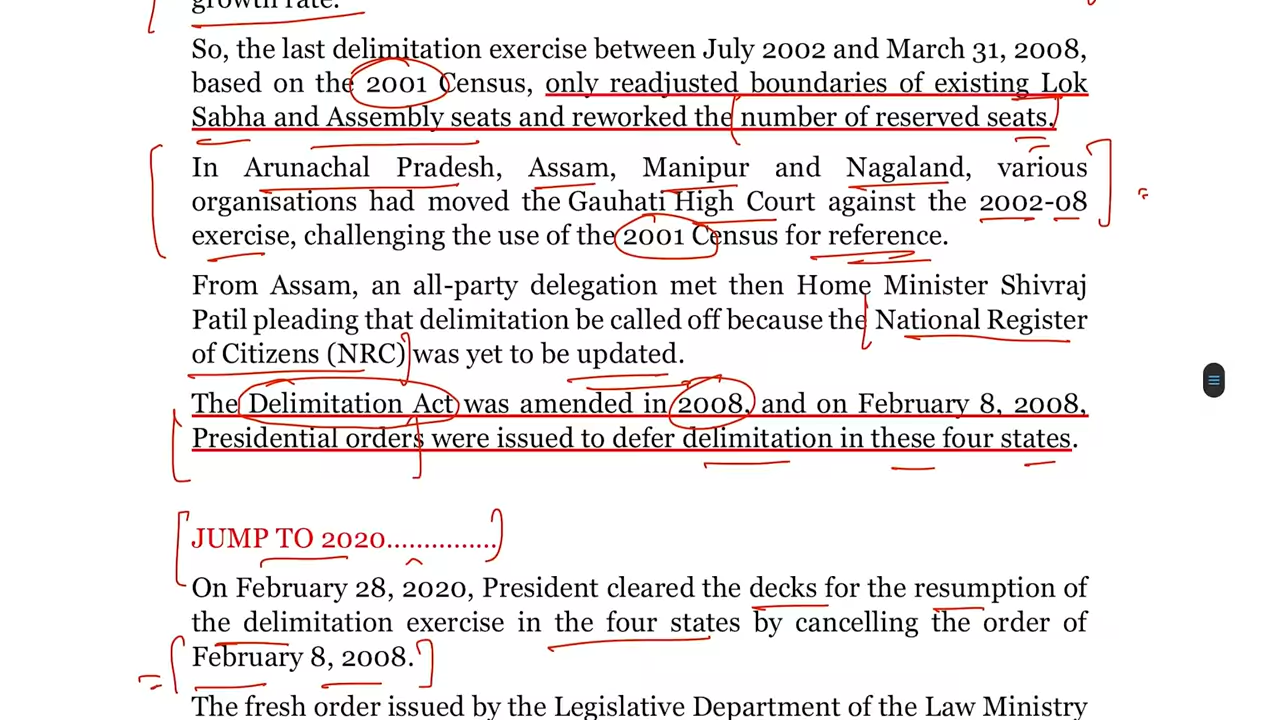 growth rate.
So, the last delimitation exercise between July 2002 and March 31, 2008,
based on the 2001 Census, only readjusted boundaries of existing Lok
Sabha and Assembly seats and reworked the number of reserved seats.
In Arunachal Pradesh, Assam, Manipur and Nagaland, various
organisations had moved the Gauhati High Court against the 2002-08
exercise, challenging the use of the 2001 Census for reference.
From Assam, an all-party delegation met then Home Minister Shivraj
Patil pleading that delimitation be called off because the National Register
of Citizens (NRC) was yet to be updated.
The Delimitation Act was amended in 2008, and on February 8, 2008,
Presidential orders were issued to defer delimitation in these four states.
JUMP TO 2020...............
On February 28, 2020, President cleared the decks for the resumption of
the delimitation exercise in the four states by cancelling the order of
February 8, 2008.
The fresh order issued by the Legislative Department of the Law Ministry